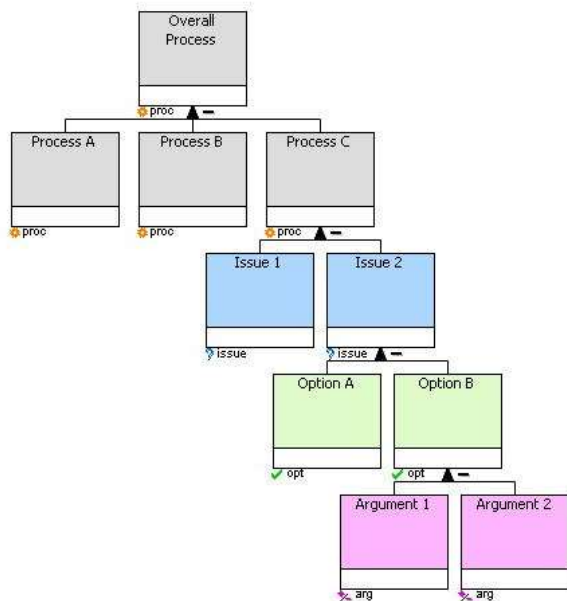 Overall
Process
proc
Process A
Process B
Process C
proc
proc
proc
Issue 1
Issue 2
issue
issue
Option A
Option B
opt
opt
Argument 1
Argument 2
arg
arg